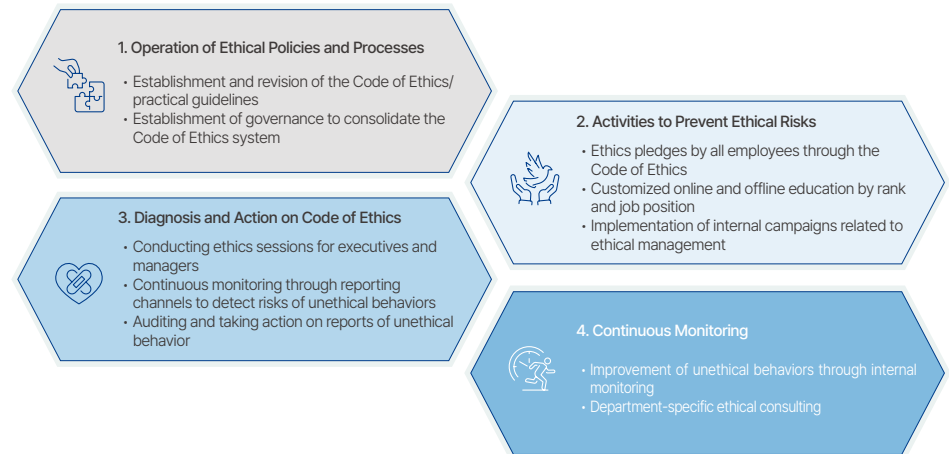 1. Operation of Ethical Policies and Processes
• Establishment and revision of the Code of Ethics/
practical guidelines
• Establishment of governance to consolidate the
Code of Ethics system
2. Activities to Prevent Ethical Risks
• Ethics pledges by all employees through the
Code of Ethics
• Customized online and offline education by rank
and job position
• Implementation of internal campaigns related to
ethical management
3. Diagnosis and Action on Code of Ethics
• Conducting ethics sessions for executives and
managers
• Continuous monitoring through reporting
channels to detect risks of unethical behaviors
• Auditing and taking action on reports of unethical
behavior
4. Continuous Monitoring
• Improvement of unethical behaviors through internal
monitoring
• Department-specific ethical consulting